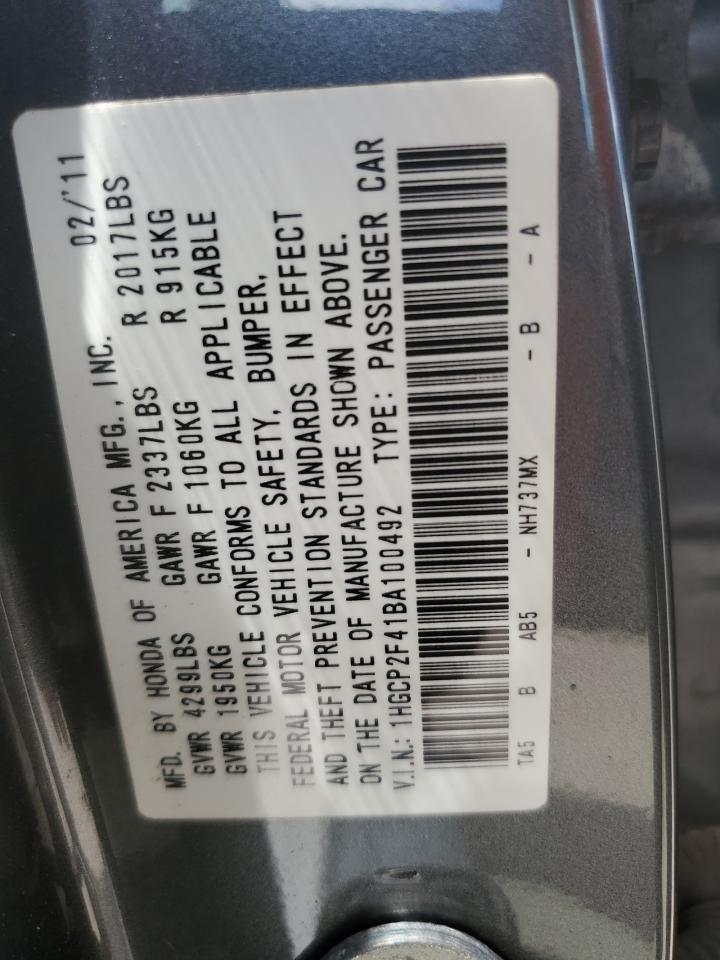 MFD. BY HONDA OF AMERICA MFG., INC. 02/'11
GVWR 4299LBS GAWR F 2337LBS R 2017LBS
GVWR 1950KG GAWR F 1060KG R 915KG
THIS VEHICLE CONFORMS TO ALL APPLICABLE
FEDERAL MOTOR VEHICLE SAFETY, BUMPER,
AND THEFT PREVENTION STANDARDS IN EFFECT
ON THE DATE OF MANUFACTURE SHOWN ABOVE.
V.I.N.: 1HGCP2F41BA100492 TYPE: PASSENGER CAR
TA5 B AB5 - NH737MX - B - A